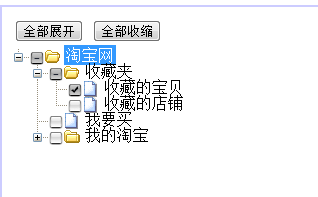 全部展开 全部收缩
淘宝网
收藏夹
收藏的宝贝
收藏的店铺
我要买
我的淘宝